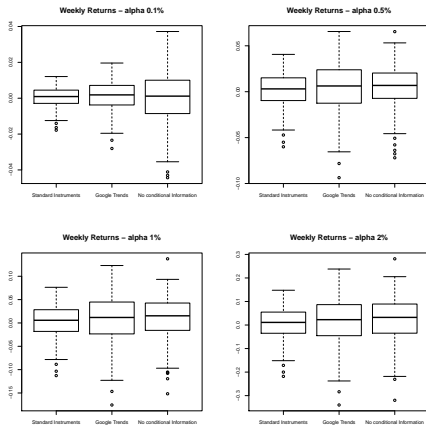 Weekly Returns – alpha 0.1%
0.04
0.02
0.00
−0.02
−0.04
Standard Instruments Google Trends No conditional Information
Weekly Returns – alpha 0.5%
0.05
0.00
−0.05
−0.10
Standard Instruments Google Trends No conditional Information
Weekly Returns – alpha 1%
0.10
0.05
0.00
−0.05
−0.10
−0.15
Standard Instruments Google Trends No conditional Information
Weekly Returns – alpha 2%
0.3
0.2
0.1
0.0
−0.1
−0.2
−0.3
Standard Instruments Google Trends No conditional Information